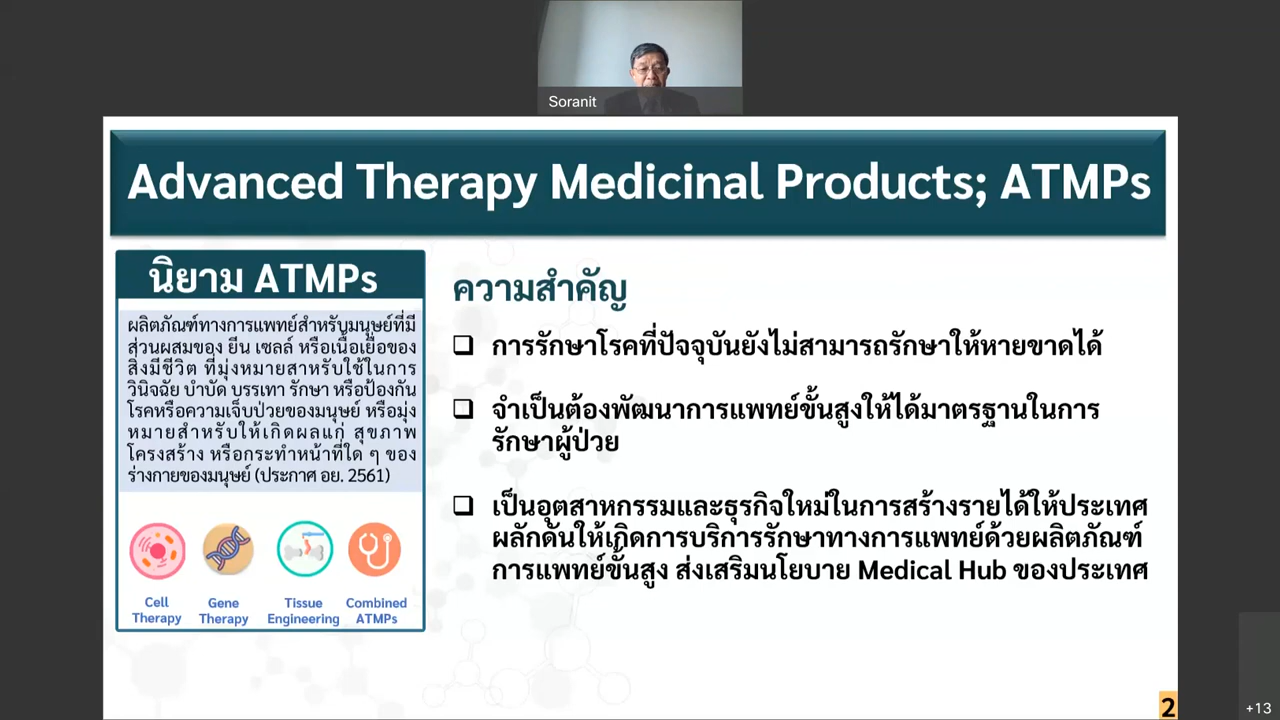 Soranit
Advanced Therapy Medicinal Products; ATMPs
นิยาม ATMPs
ผลิตภัณฑ์ทางการแพทย์สำหรับมนุษย์ที่มี
ส่วนผสมของ ยีน เซลล์ หรือเนื้อเยื่อของ
สิ่งมีชีวิต ที่มุ่งหมายสาหรับใช้ในการ
วินิจฉัย บำบัด บรรเทา รักษา หรือป้องกัน
โรคหรือความเจ็บป่วยของมนุษย์ หรือมุ่ง
หมายสำหรับให้เกิดผลแก่ สุขภาพ
โครงสร้าง หรือกระทำหน้าที่ใด ๆ ของ
ร่างกายของมนุษย์ (ประกาศ อย. 2561)
Cell
Therapy
Gene
Therapy
Tissue
Engineering
Combined
ATMPs
ความสำคัญ
การรักษาโรคที่ปัจจุบันยังไม่สามารถรักษาให้หายขาดได้
จำเป็นต้องพัฒนาการแพทย์ขั้นสูงให้ได้มาตรฐานในการ
รักษาผู้ป่วย
เป็นอุตสาหกรรมและธุรกิจใหม่ในการสร้างรายได้ให้ประเทศ
ผลักดันให้เกิดการบริการรักษาทางการแพทย์ด้วยผลิตภัณฑ์
การแพทย์ขั้นสูง ส่งเสริมนโยบาย Medical Hub ของประเทศ
2
+13